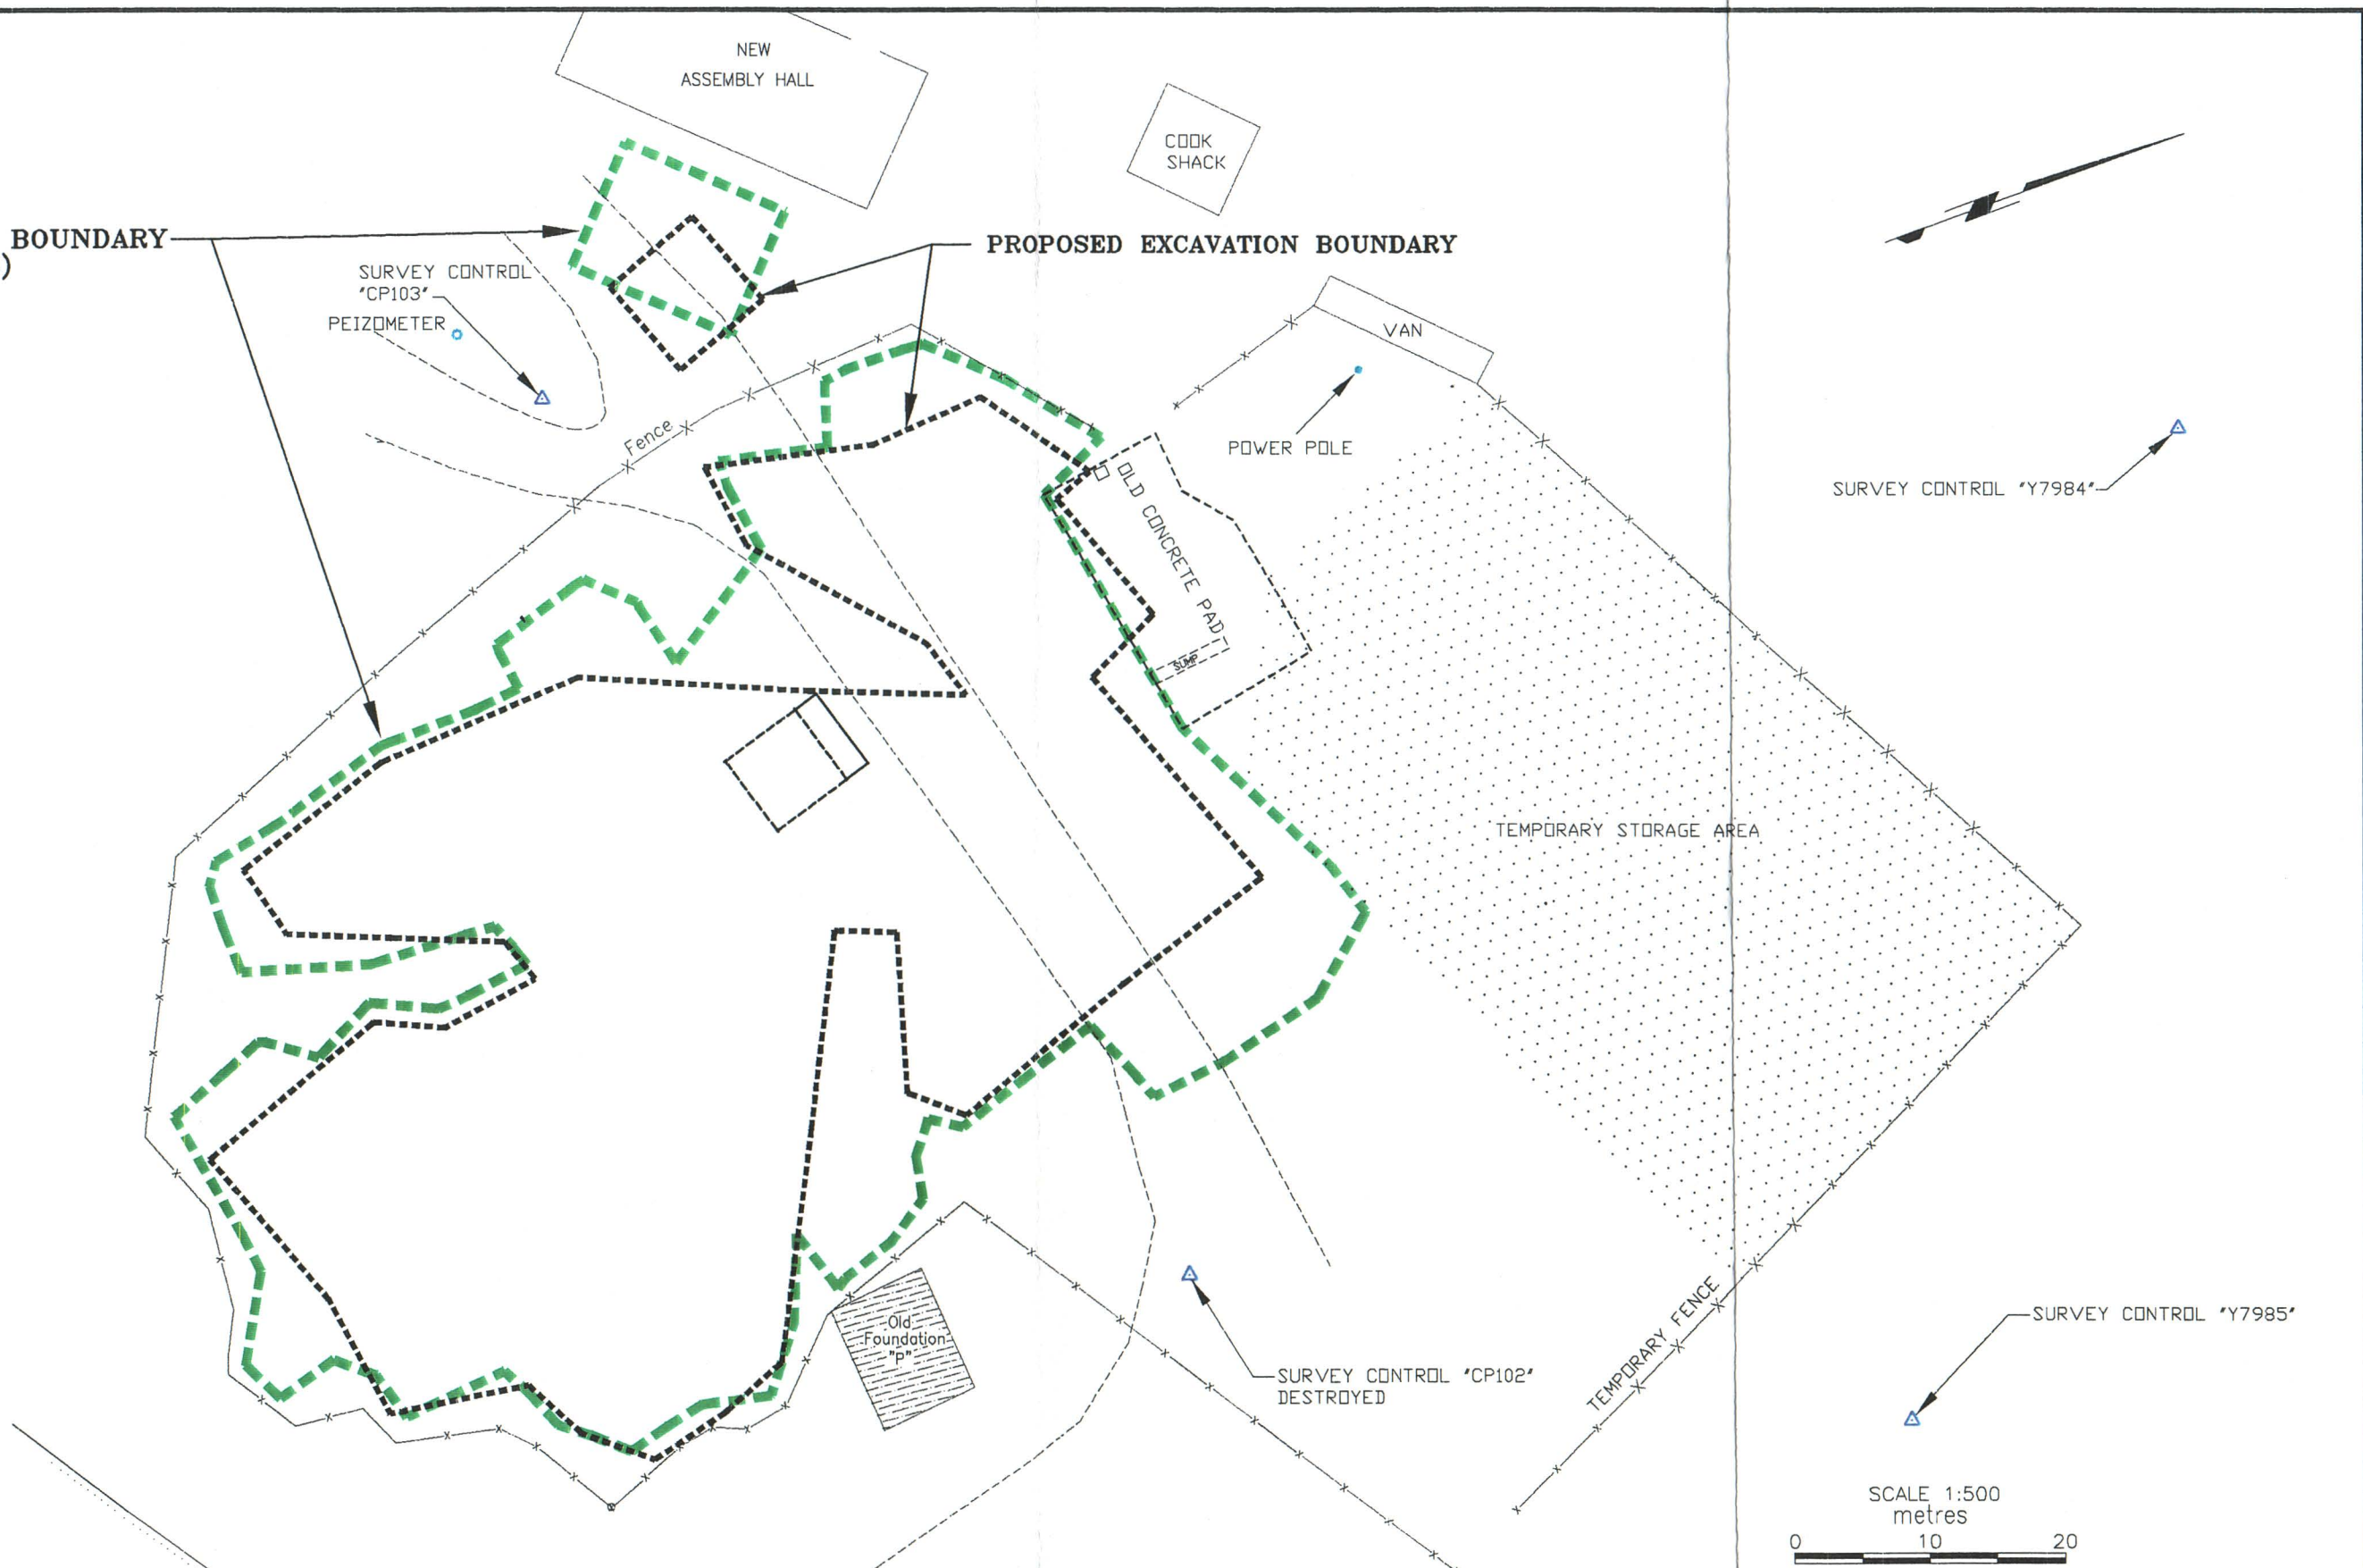 NEW
ASSEMBLY HALL
COOK
SHACK
BOUNDARY
)
PROPOSED EXCAVATION BOUNDARY
SURVEY CONTROL
"CP103"
PEIZOMETER
VAN
Fence
POWER POLE
OLD CONCRETE PAD
SURVEY CONTROL "Y7984"
SUMP
TEMPORARY STORAGE AREA
Old
Foundation
"P"
SURVEY CONTROL "CP102"
DESTROYED
TEMPORARY FENCE
SURVEY CONTROL "Y7985"
SCALE 1:500
metres
0 10 20